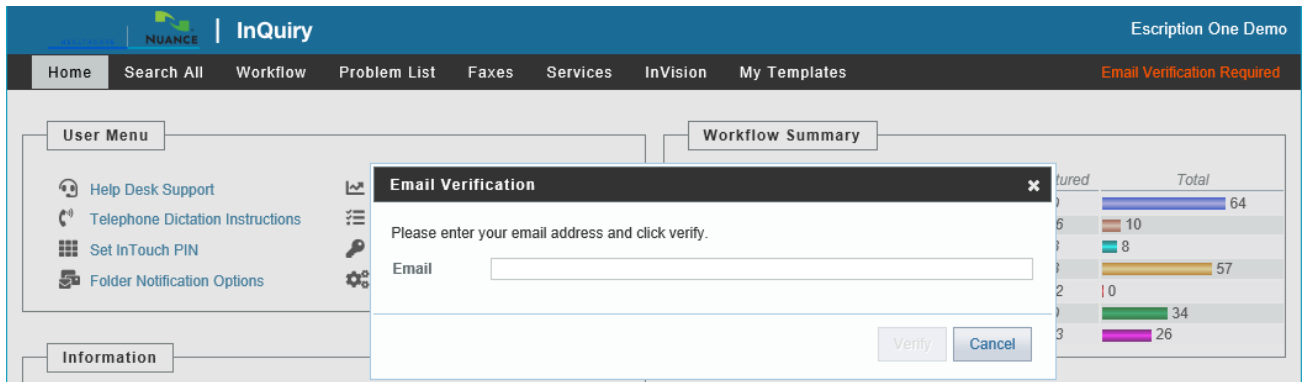 NUANCE
InQuiry
Escription One Demo
Home Search All Workflow Problem List Faxes Services InVision My Templates
Email Verification Required
User Menu
Help Desk Support
Telephone Dictation Instructions
Set InTouch PIN
Folder Notification Options
Information
Workflow Summary
Total
64
10
8
57
0
34
26
Email Verification
Please enter your email address and click verify.
Email
Verify Cancel